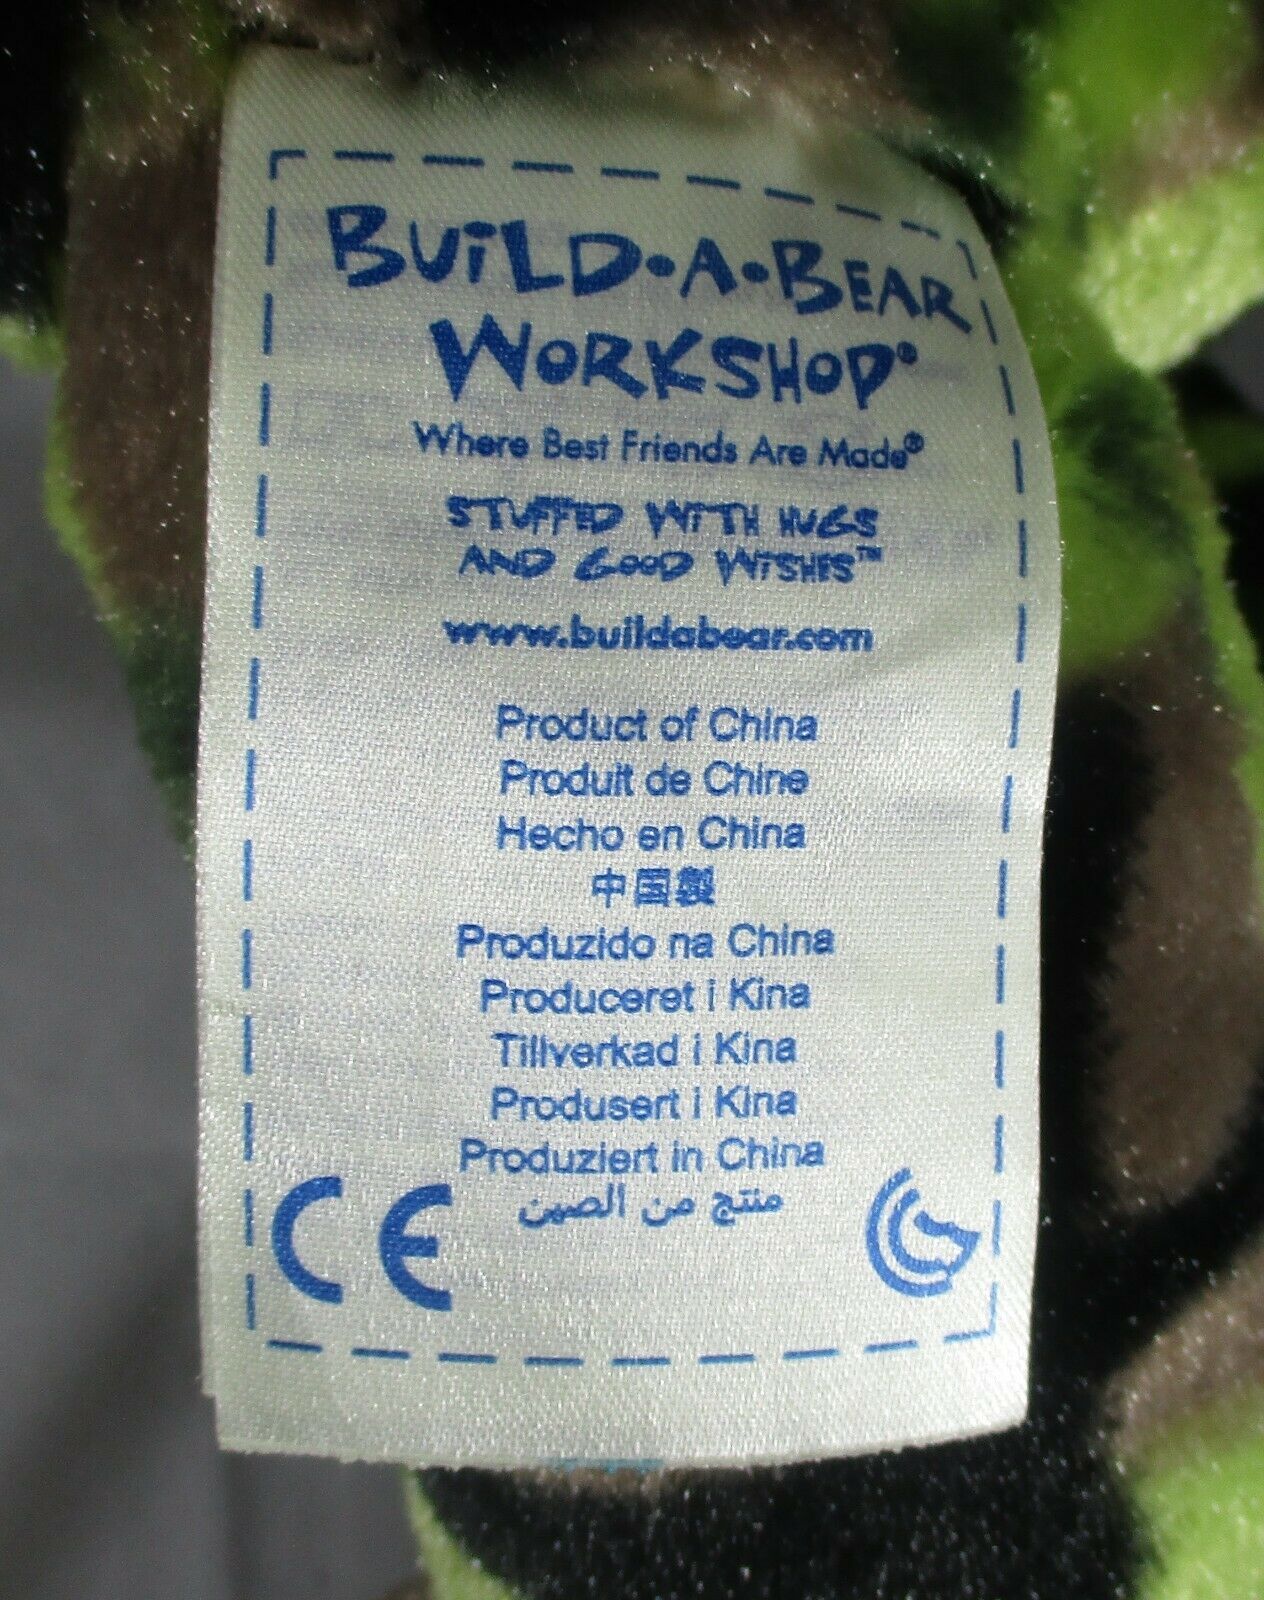 BUiLD•A•BEAR
WORKSHOP®
Where Best Friends Are Made®
STUFFED WITH HUGS
AND GOOD WISHES™
www.buildabear.com
Product of China
Produit de Chine
Hecho en China
中国製
Produzido na China
Produceret i Kina
Tillverkad i Kina
Produsert i Kina
Produziert in China
منتج من الصين
CE